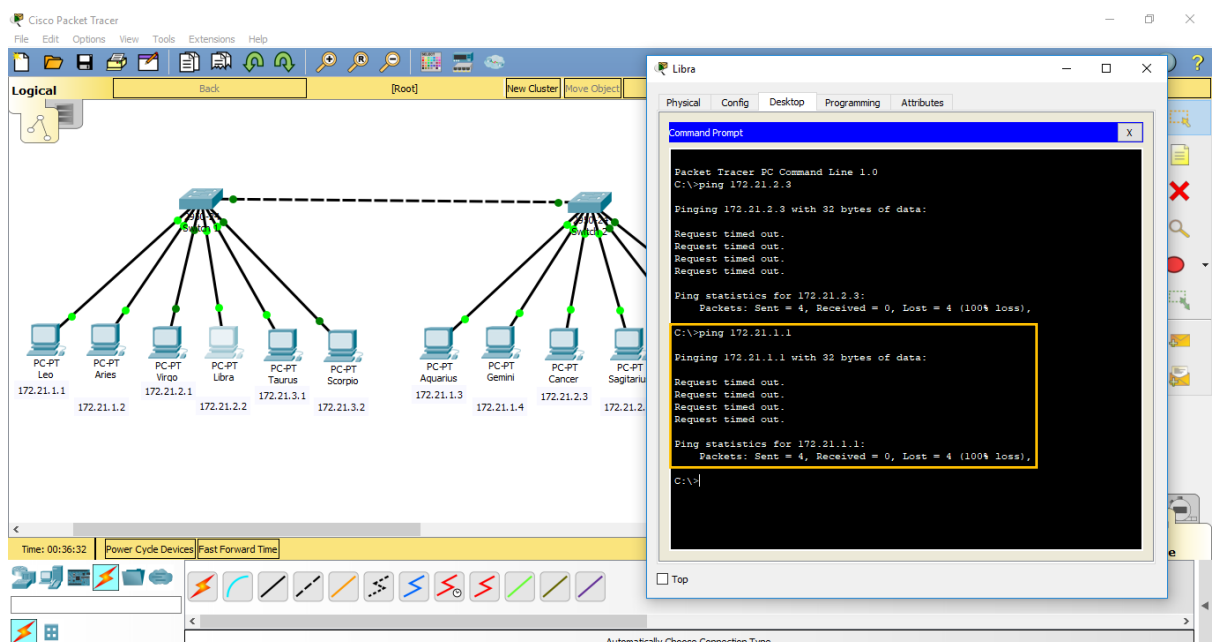 Cisco Packet Tracer
File Edit Options View Tools Extensions Help
Logical
Back
[Root]
New Cluster
Move Object
?
Switch 1
Switch 2
PC-PT
Leo
172.21.1.1
PC-PT
Aries
172.21.1.2
PC-PT
Virgo
172.21.2.1
PC-PT
Libra
172.21.2.2
PC-PT
Taurus
172.21.3.1
PC-PT
Scorpio
172.21.3.2
PC-PT
Aquarius
172.21.1.3
PC-PT
Gemini
172.21.1.4
PC-PT
Cancer
172.21.2.3
PC-PT
Sagitariu
172.21.2.
Time: 00:36:32
Power Cycle Devices
Fast Forward Time
e
Automatically Choose Connection Type
Libra
Physical Config Desktop Programming Attributes
Command Prompt
X
Packet Tracer PC Command Line 1.0
C:\>ping 172.21.2.3
Pinging 172.21.2.3 with 32 bytes of data:
Request timed out.
Request timed out.
Request timed out.
Request timed out.
Ping statistics for 172.21.2.3:
Packets: Sent = 4, Received = 0, Lost = 4 (100% loss),
C:\>ping 172.21.1.1
Pinging 172.21.1.1 with 32 bytes of data:
Request timed out.
Request timed out.
Request timed out.
Request timed out.
Ping statistics for 172.21.1.1:
Packets: Sent = 4, Received = 0, Lost = 4 (100% loss),
C:\>
Top